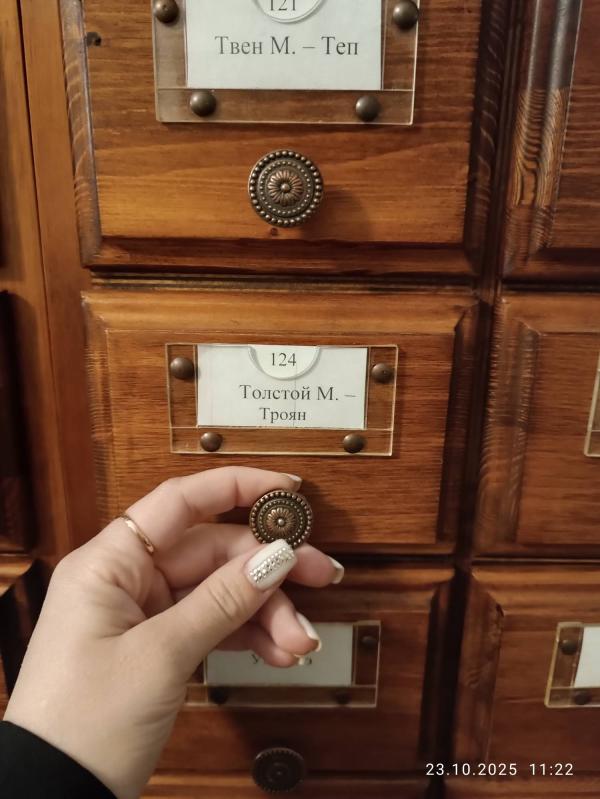 121
Твен М. – Теп
124
Толстой М. –
Троян
23.10.2025 11:22